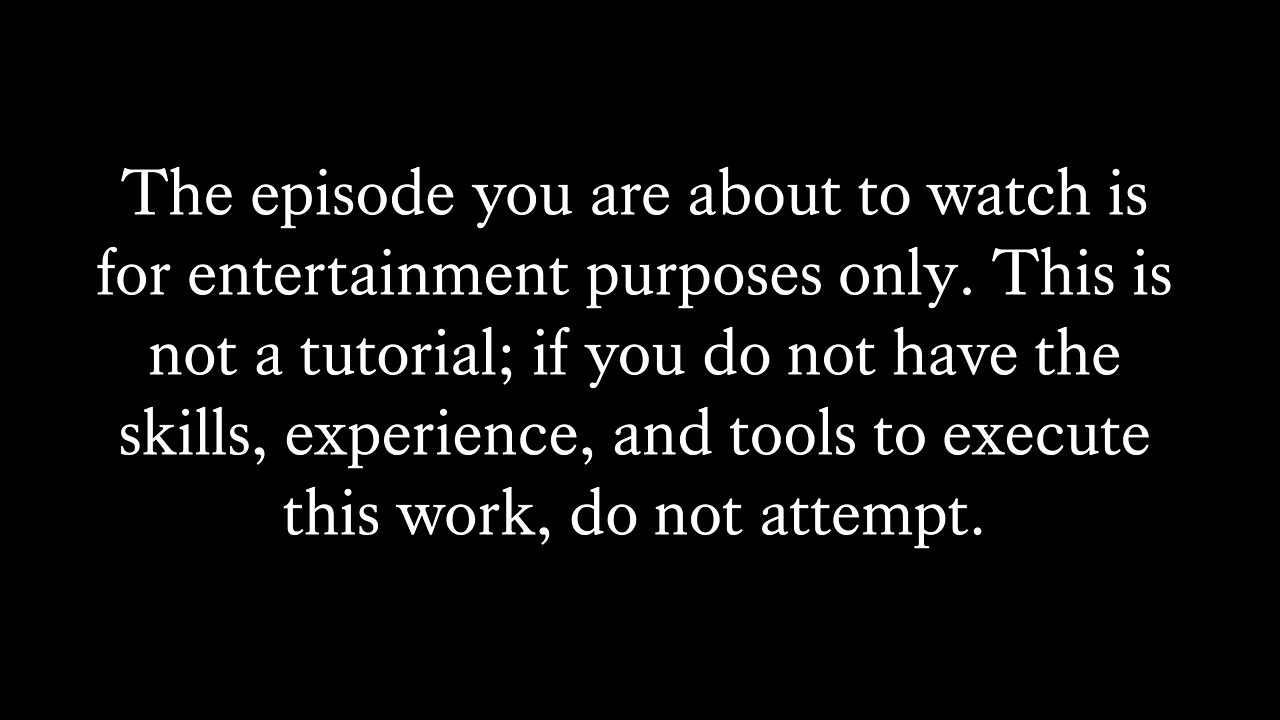 The episode you are about to watch is
for entertainment purposes only. This is
not a tutorial; if you do not have the
skills, experience, and tools to execute
this work, do not attempt.